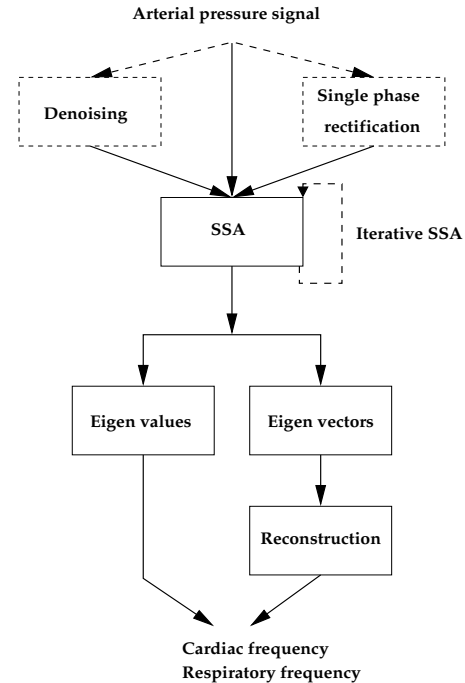 Arterial pressure signal
Denoising
Single phase
rectification
SSA
Iterative SSA
Eigen values
Eigen vectors
Reconstruction
Cardiac frequency
Respiratory frequency